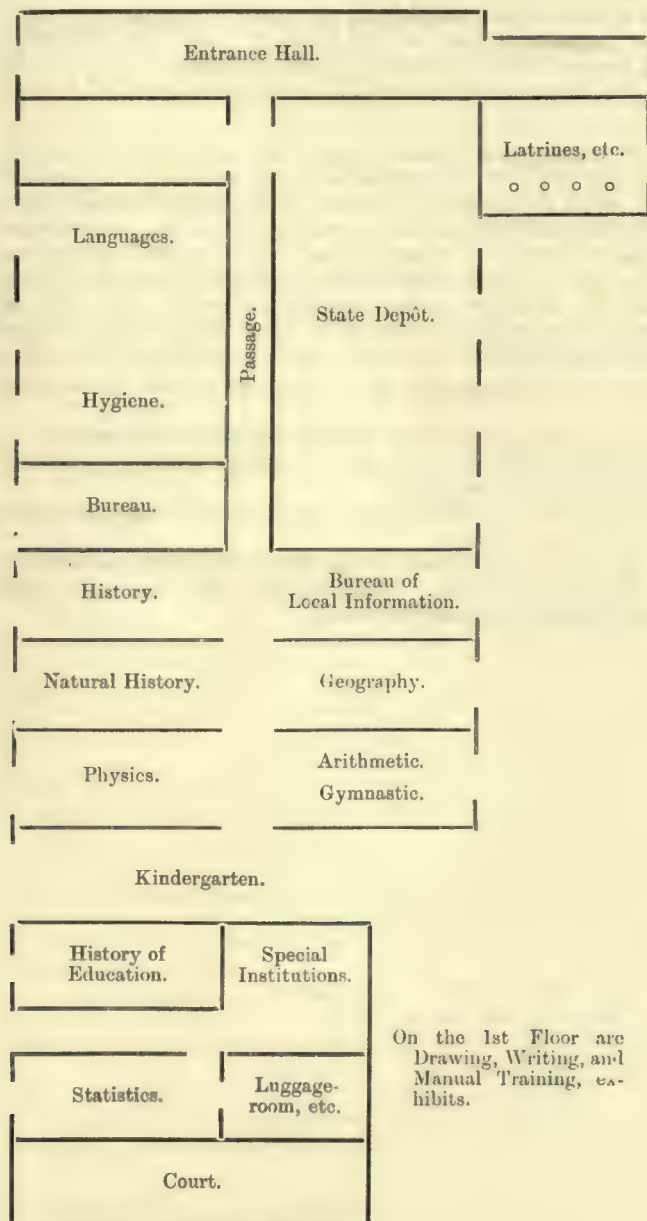 Entrance Hall.
Latrines, etc.
Languages.
State Depôt.
Passage.
Hygiene.
Bureau.
History.
Bureau of
Local Information.
Natural History.
Geography.
Physics.
Arithmetic.
Gymnastic.
Kindergarten.
History of
Education.
Special
Institutions.
On the 1st Floor are
Drawing, Writing, and
Manual Training, ex-
hibits.
Statistics.
Luggage-
room, etc.
Court.